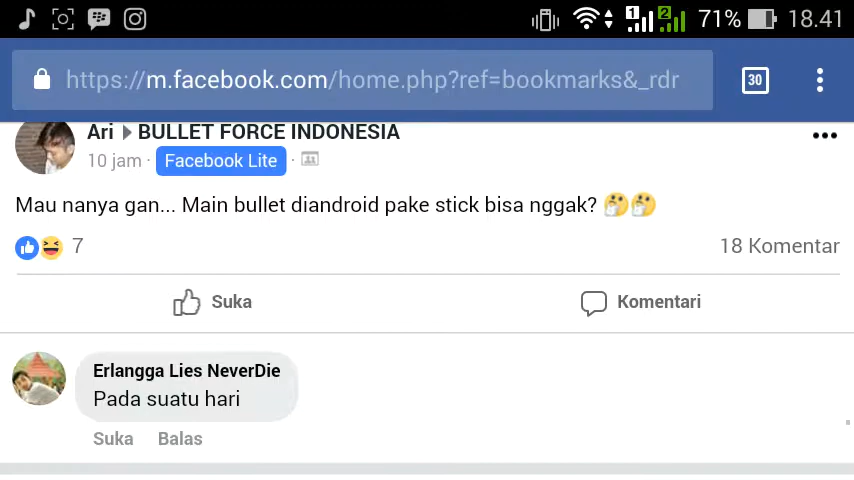 1 2 71% 18.41
https://m.facebook.com/home.php?ref=bookmarks&_rdr 30
Ari BULLET FORCE INDONESIA
10 jam · Facebook Lite ·
Mau nanya gan... Main bullet diandroid pake stick bisa nggak? 🤔🤔
7 18 Komentar
Suka Komentari
Erlangga Lies NeverDie
Pada suatu hari
Suka Balas